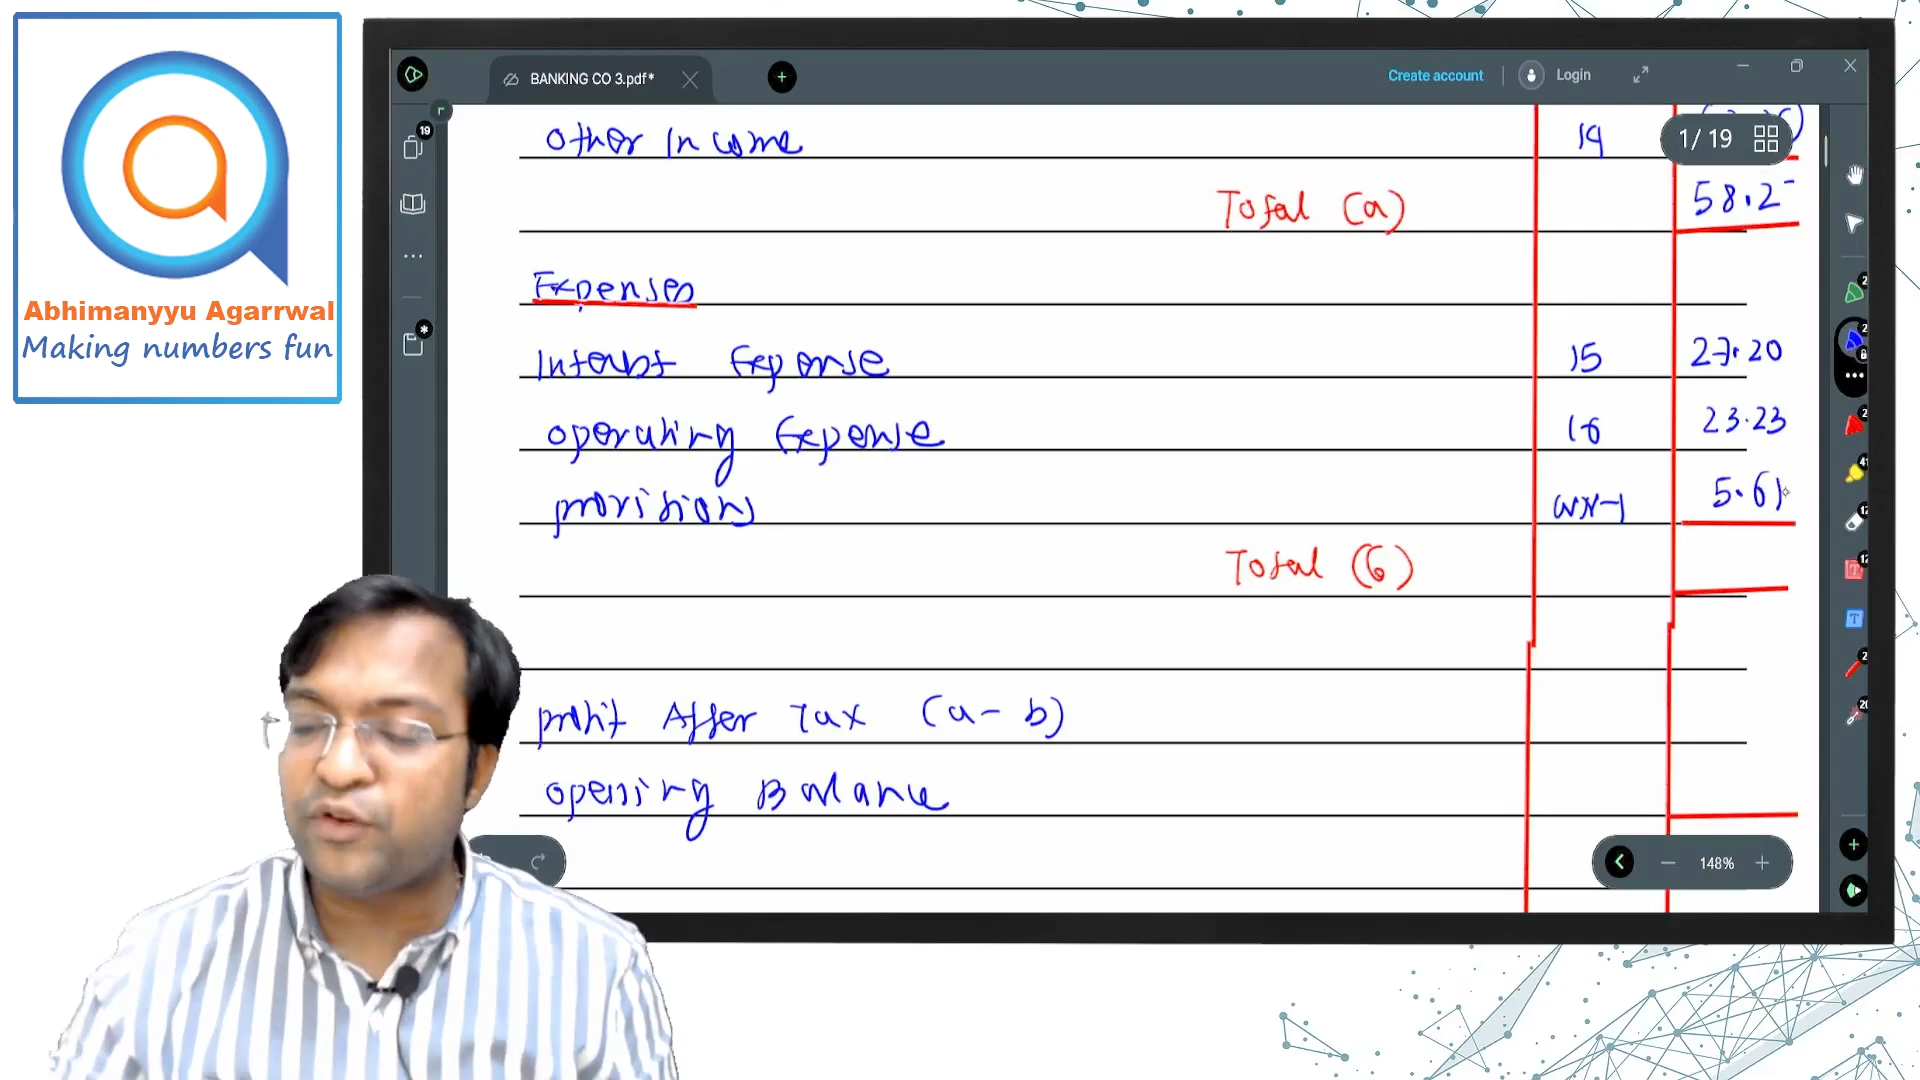 Abhimanyyu Agarrwal
Making numbers fun
BANKING CO 3.pdf*
Create account
Login
19
1/19
Other Income 14
Total (a) 58.2
Expenses
Interest Expense 15 27.20
operating Expense 16 23.23
provisions WN-1 5.61
Total (b)
profit After Tax (a-b)
opening Balance
148%